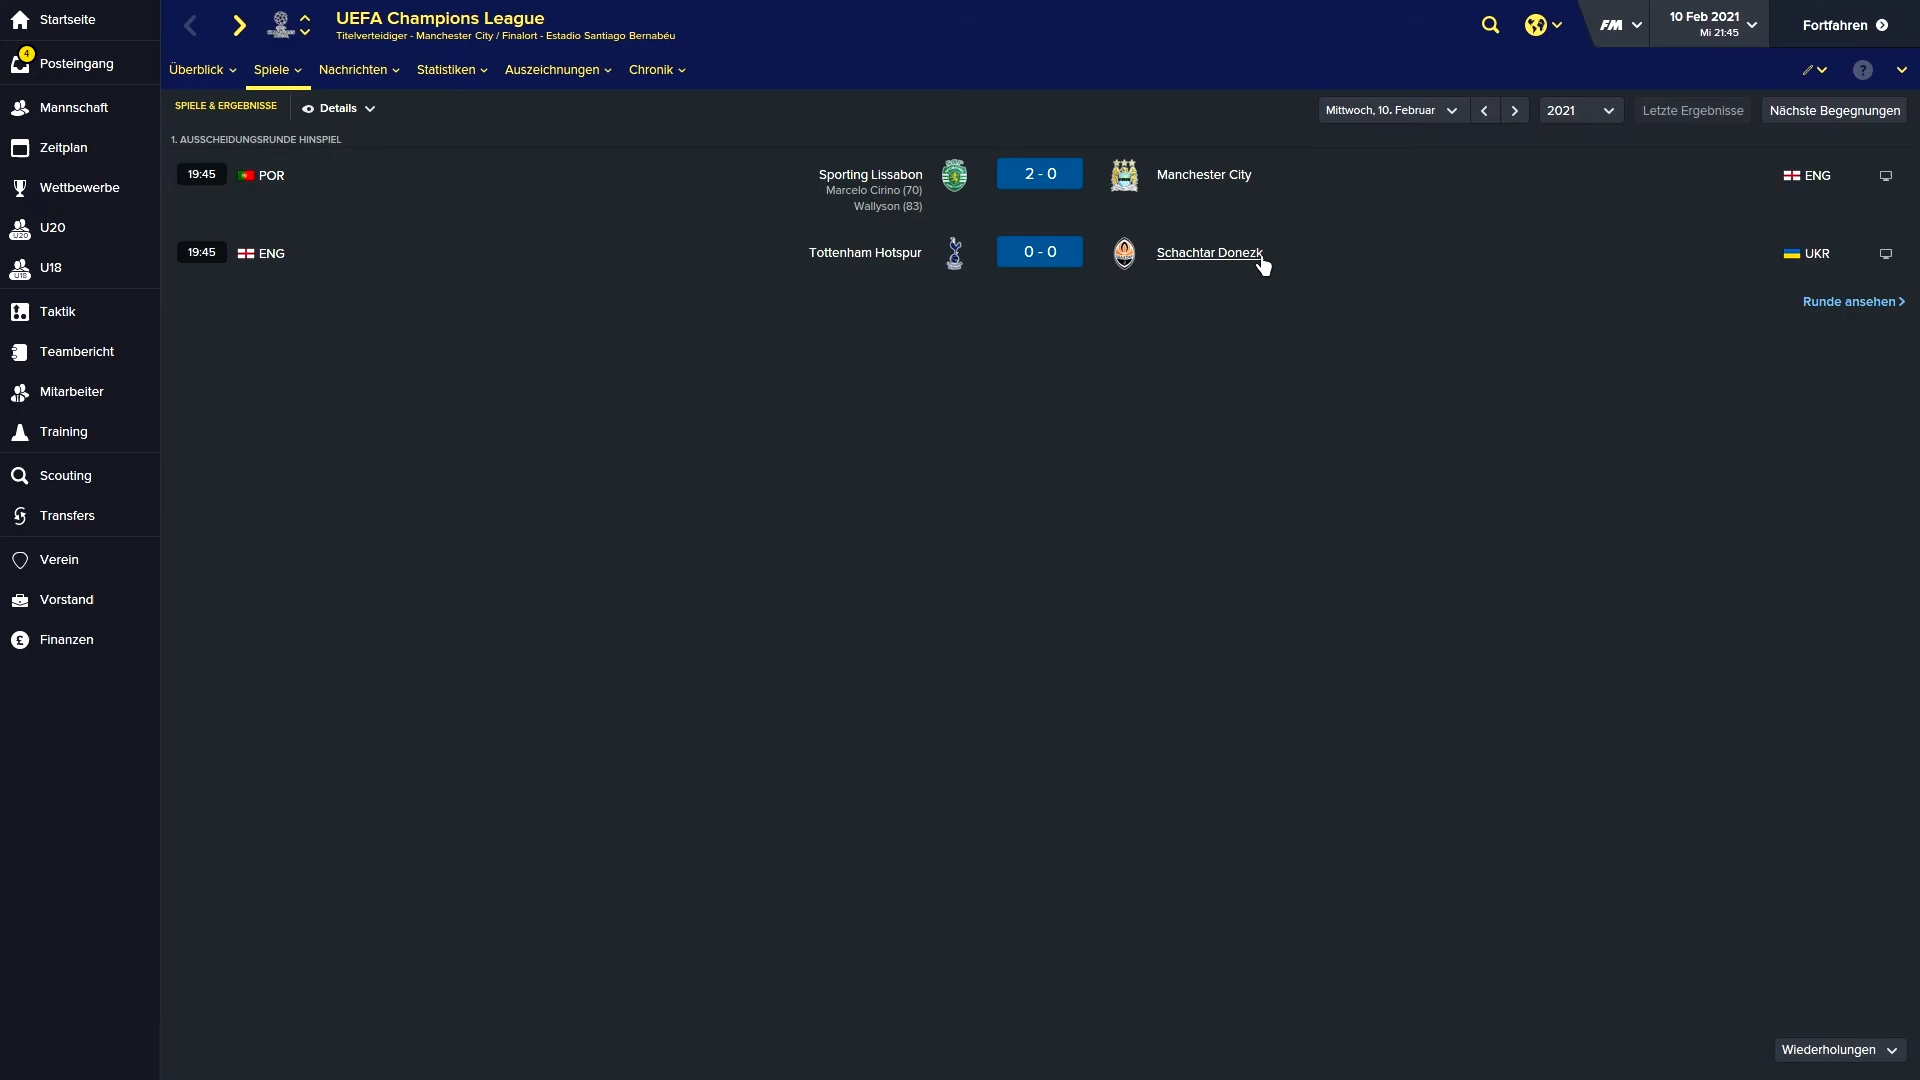 Startseite
4
Posteingang
Mannschaft
Zeitplan
Wettbewerbe
U20
U20
U18
U18
Taktik
Teambericht
Mitarbeiter
Training
Scouting
Transfers
Verein
Vorstand
Finanzen
UEFA Champions League
Titelverteidiger - Manchester City / Finalort - Estadio Santiago Bernabéu
FM
10 Feb 2021
Mi 21:45
Fortfahren
Überblick Spiele Nachrichten Statistiken Auszeichnungen Chronik
?
SPIELE & ERGEBNISSE Details
Mittwoch, 10. Februar 2021 Letzte Ergebnisse Nächste Begegnungen
1. AUSSCHEIDUNGSRUNDE HINSPIEL
19:45 POR Sporting Lissabon 2 - 0 Manchester City ENG
Marcelo Cirino (70)
Wallyson (83)
19:45 ENG Tottenham Hotspur 0 - 0 Schachtar Donezk UKR
Runde ansehen
Wiederholungen